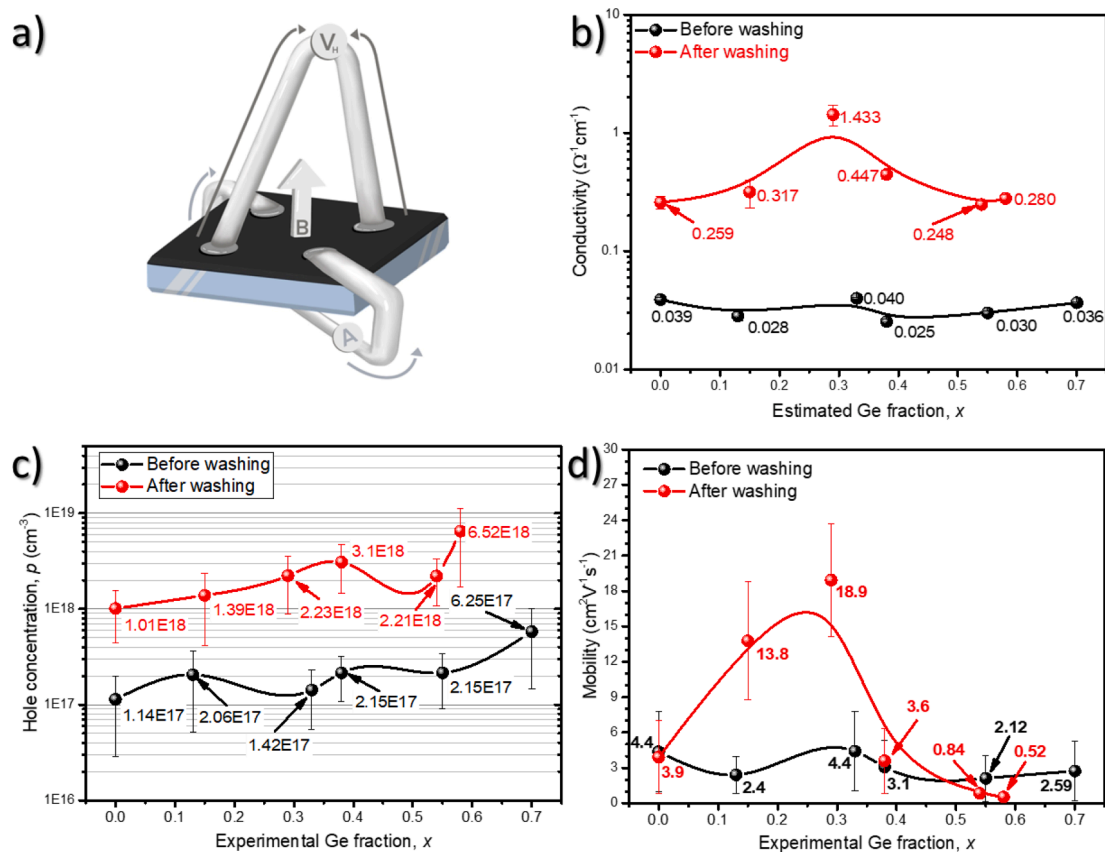 a)
V_H
B
A
b)
Before washing
After washing
Conductivity (Ω⁻¹cm⁻¹)
10
1
0.1
0.01
1.433
0.447
0.317
0.280
0.259
0.248
0.040
0.039
0.028
0.025
0.030
0.036
0.0 0.1 0.2 0.3 0.4 0.5 0.6 0.7
Estimated Ge fraction, x
c)
Before washing
After washing
Hole concentration, p (cm⁻³)
1E19
1E18
1E17
1E16
6.52E18
3.1E18
1.01E18
1.39E18
2.23E18
2.21E18
6.25E17
1.14E17
2.06E17
1.42E17
2.15E17
2.15E17
0.0 0.1 0.2 0.3 0.4 0.5 0.6 0.7
Experimental Ge fraction, x
d)
Before washing
After washing
Mobility (cm²V⁻¹s⁻¹)
30
27
24
21
18
15
12
9
6
3
0
18.9
13.8
4.4
3.9
2.4
4.4
3.6
3.1
0.84
2.12
0.52
2.59
0.0 0.1 0.2 0.3 0.4 0.5 0.6 0.7
Experimental Ge fraction, x